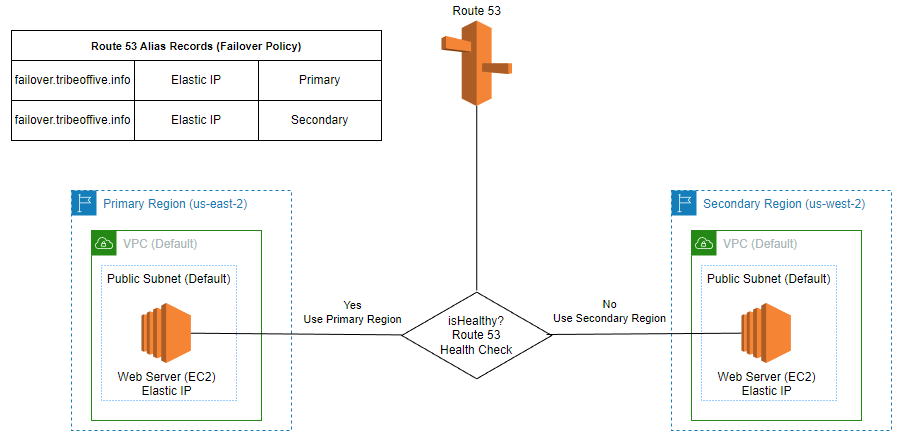 Route 53
Route 53 Alias Records (Failover Policy)
failover.tribeoffive.info Elastic IP Primary
failover.tribeoffive.info Elastic IP Secondary
Primary Region (us-east-2)
VPC (Default)
Public Subnet (Default)
Web Server (EC2)
Elastic IP
Yes
Use Primary Region
isHealthy?
Route 53
Health Check
No
Use Secondary Region
Secondary Region (us-west-2)
VPC (Default)
Public Subnet (Default)
Web Server (EC2)
Elastic IP